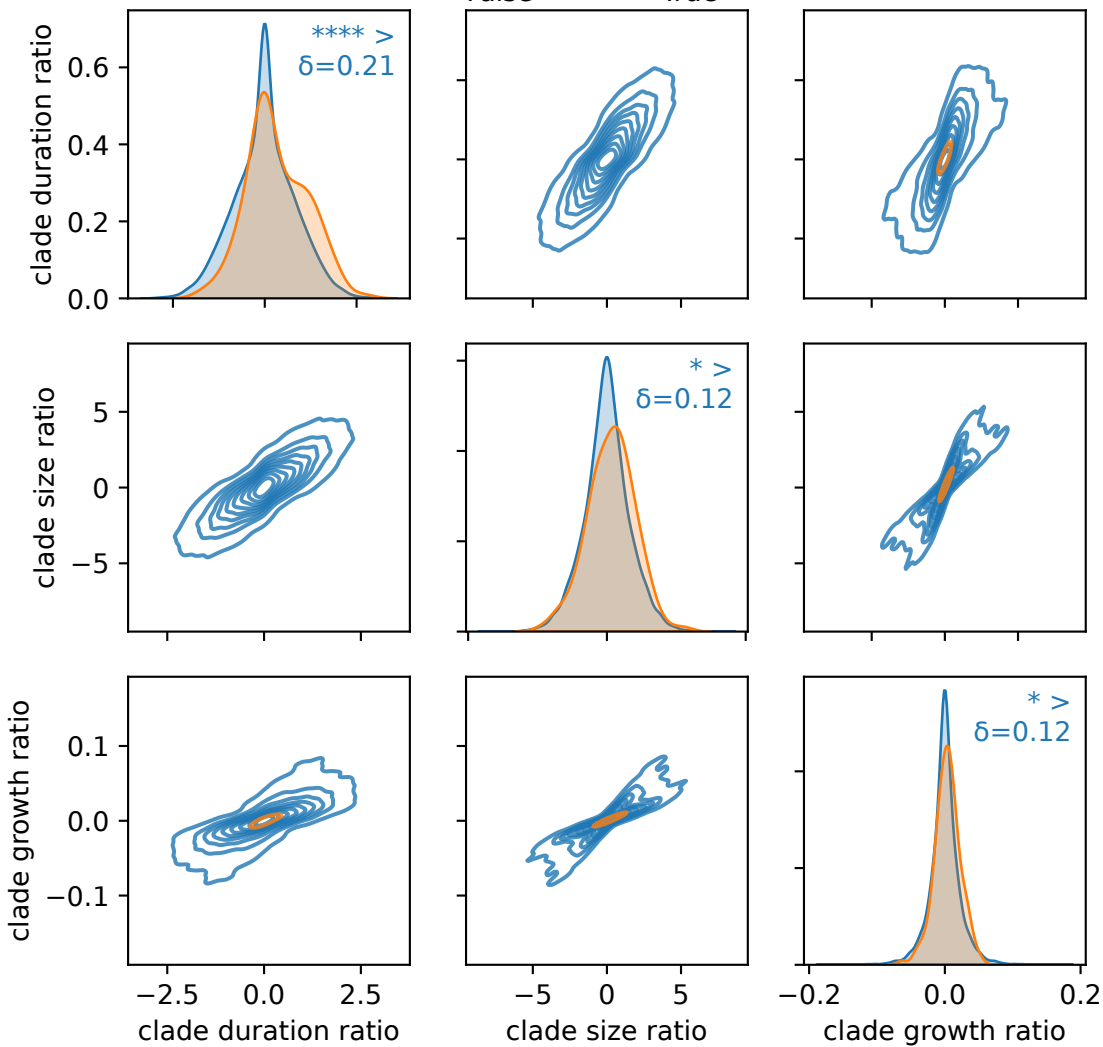 **** >
δ=0.21
clade duration ratio
0.6
0.4
0.2
0.0
* >
δ=0.12
clade size ratio
5
0
−5
* >
δ=0.12
clade growth ratio
0.1
0.0
−0.1
−2.5 0.0 2.5
−5 0 5
−0.2 0.0 0.2
clade duration ratio
clade size ratio
clade growth ratio